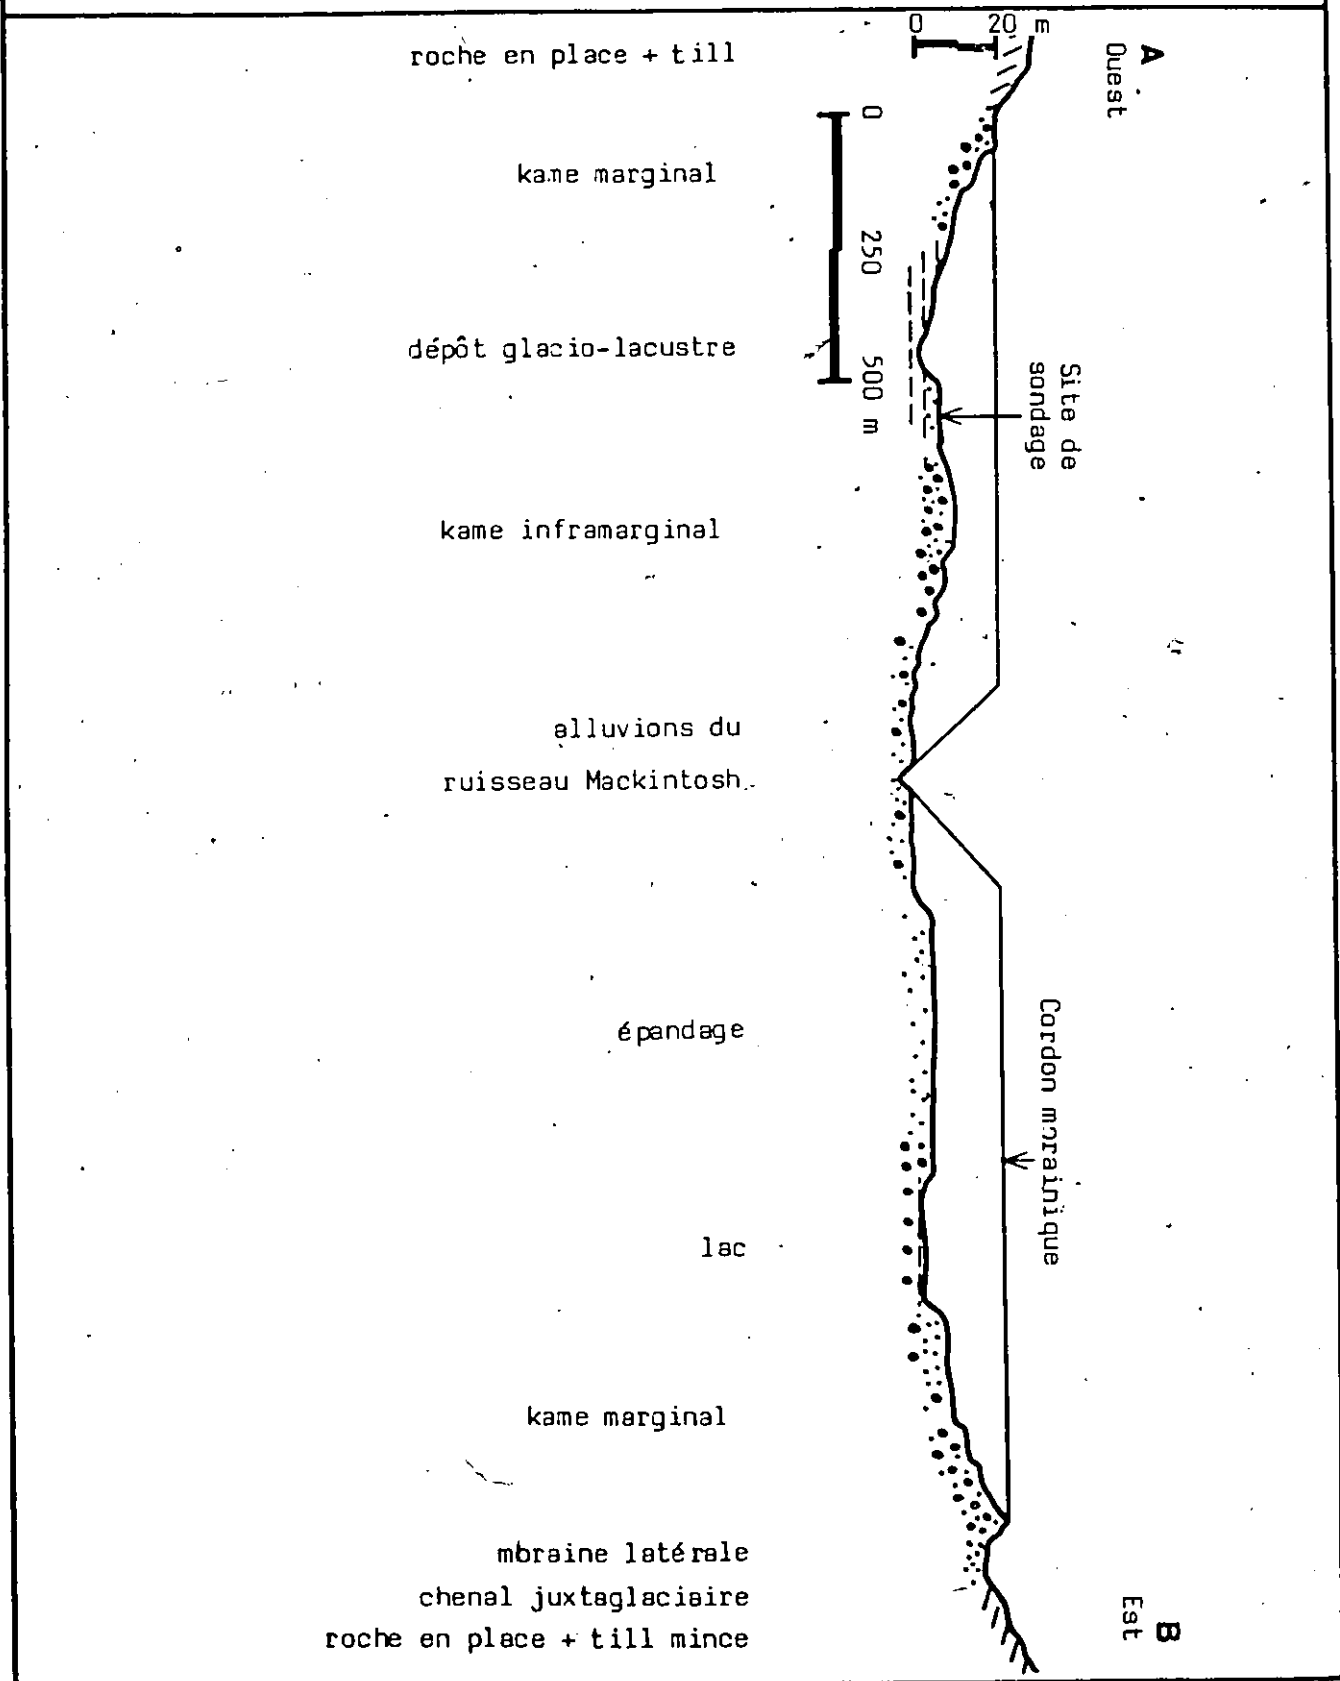 0 20 m
A
Ouest
roche en place + till
0 250 500 m
kame marginal
dépôt glacio-lacustre
Site de
sondage
kame inframarginal
alluvions du
ruisseau Mackintosh
épandage
Cordon morainique
lac
kame marginal
moraine latérale
chenal juxtaglaciaire
roche en place + till mince
B
Est